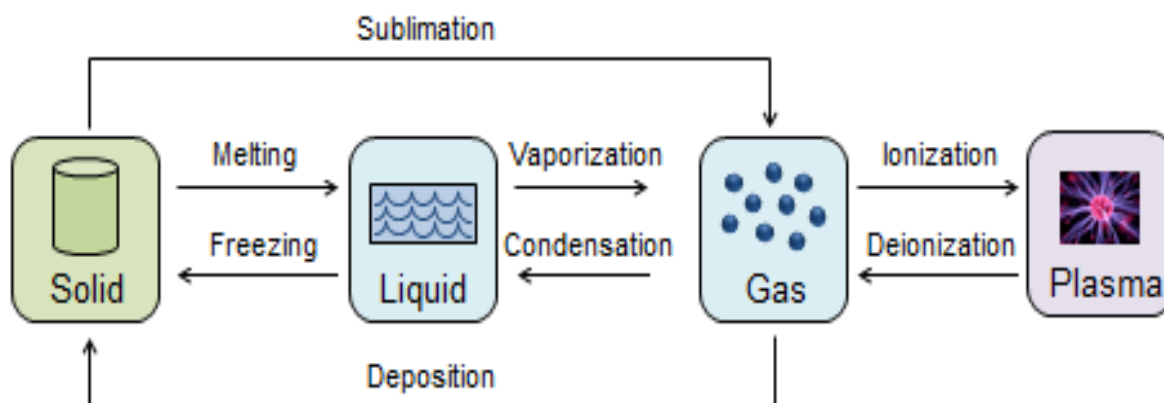 Sublimation
Melting
Vaporization
Ionization
Freezing
Condensation
Deionization
Solid
Liquid
Gas
Plasma
Deposition